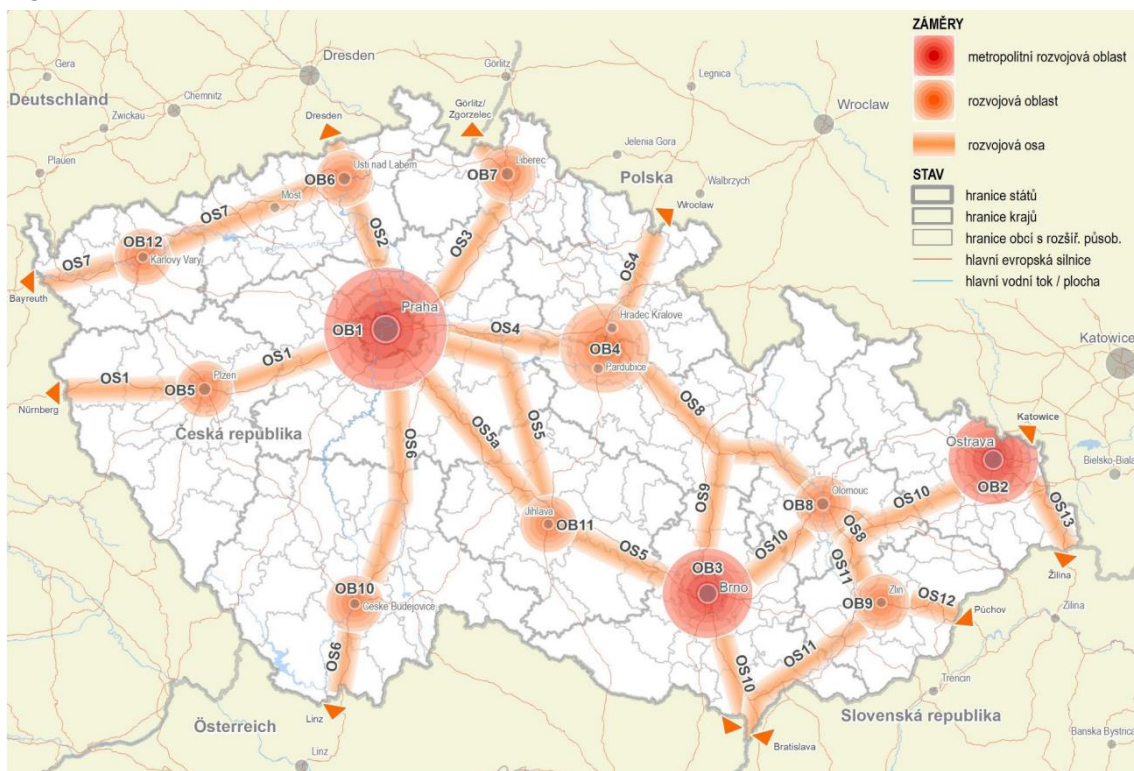 ZÁMĚRY
metropolitní rozvojová oblast
rozvojová oblast
rozvojová osa
STAV
hranice států
hranice krajů
hranice obcí s rozšíř. působ.
hlavní evropská silnice
hlavní vodní tok / plocha
Gera
Dresden
Görlitz
Legnica
Deutschland
Chemnitz
Zwickau
Dresden
Görlitz/
Zgorzelec
Wroclaw
Plauen
Jelenia Gora
Ústí nad Labem
Liberec
Polska
Walbrzych
OB6
OB7
Most
Wroclaw
OS7
OS2
OS3
OB12
Karlovy Vary
OS4
OS7
Bayreuth
Praha
OB1
Hradec Kralove
OS4
OB4
Katowice
OS1
Plzen
OB5
Pardubice
OS1
Nürnberg
OS5
OS8
Česká republika
OS6
OS5a
Katowice
Ostrava
Bielsko-Biala
OB2
OS9
OS10
OS13
Olomouc
OB8
Jihlava
OB11
OS8
OS5
OS10
OS11
OB3
Brno
Žilina
OB10
České Budějovice
Zlín
OB9
OS12
Púchov
Zilina
OS6
OS11
OS10
Trencin
Linz
Österreich
Slovenská republika
Bratislava
Linz
Banska Bystrica